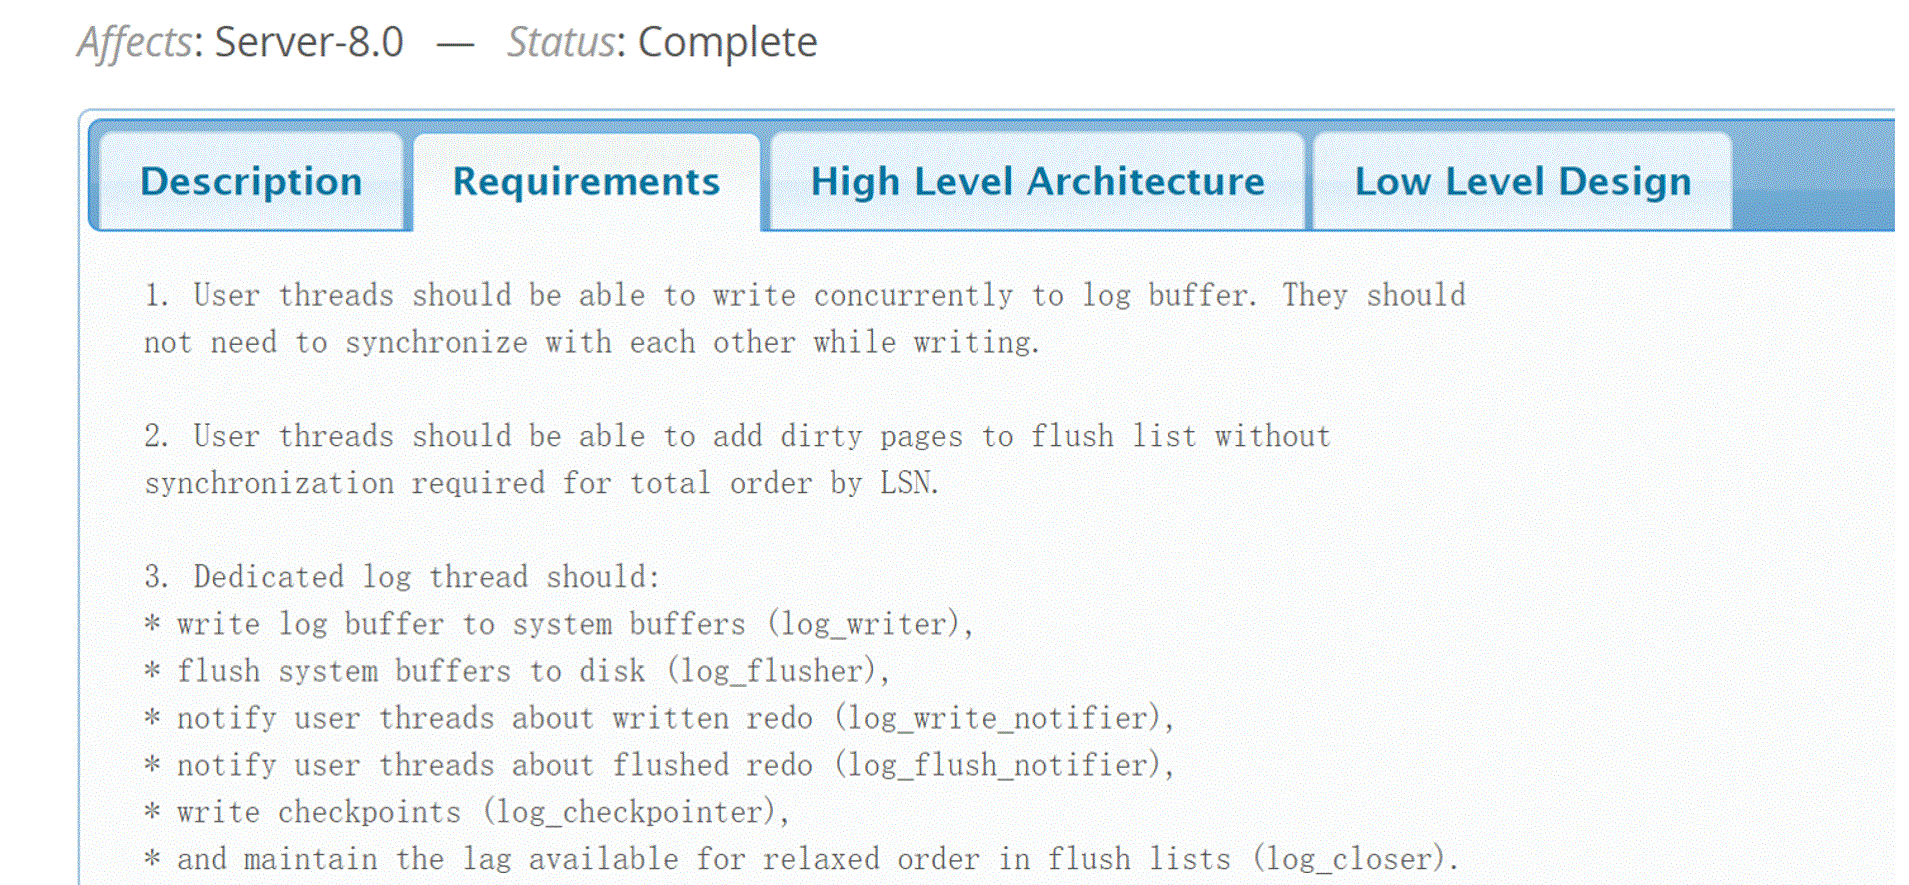 Affects: Server-8.0 — Status: Complete
Description Requirements High Level Architecture Low Level Design
1. User threads should be able to write concurrently to log buffer. They should
not need to synchronize with each other while writing.
2. User threads should be able to add dirty pages to flush list without
synchronization required for total order by LSN.
3. Dedicated log thread should:
* write log buffer to system buffers (log_writer),
* flush system buffers to disk (log_flusher),
* notify user threads about written redo (log_write_notifier),
* notify user threads about flushed redo (log_flush_notifier),
* write checkpoints (log_checkpointer),
* and maintain the lag available for relaxed order in flush lists (log_closer).